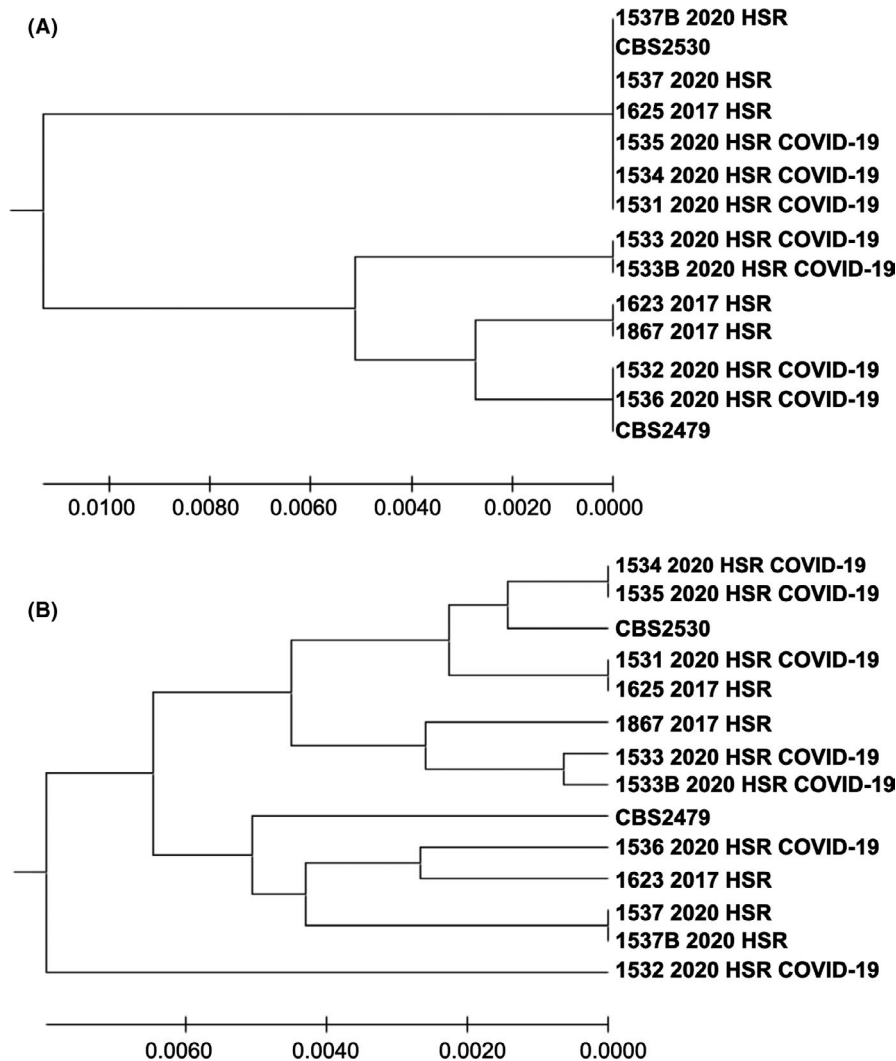 (A)
1537B 2020 HSR
CBS2530
1537 2020 HSR
1625 2017 HSR
1535 2020 HSR COVID-19
1534 2020 HSR COVID-19
1531 2020 HSR COVID-19
1533 2020 HSR COVID-19
1533B 2020 HSR COVID-19
1623 2017 HSR
1867 2017 HSR
1532 2020 HSR COVID-19
1536 2020 HSR COVID-19
CBS2479
0.0100 0.0080 0.0060 0.0040 0.0020 0.0000
(B)
1534 2020 HSR COVID-19
1535 2020 HSR COVID-19
CBS2530
1531 2020 HSR COVID-19
1625 2017 HSR
1867 2017 HSR
1533 2020 HSR COVID-19
1533B 2020 HSR COVID-19
CBS2479
1536 2020 HSR COVID-19
1623 2017 HSR
1537 2020 HSR
1537B 2020 HSR
1532 2020 HSR COVID-19
0.0060 0.0040 0.0020 0.0000